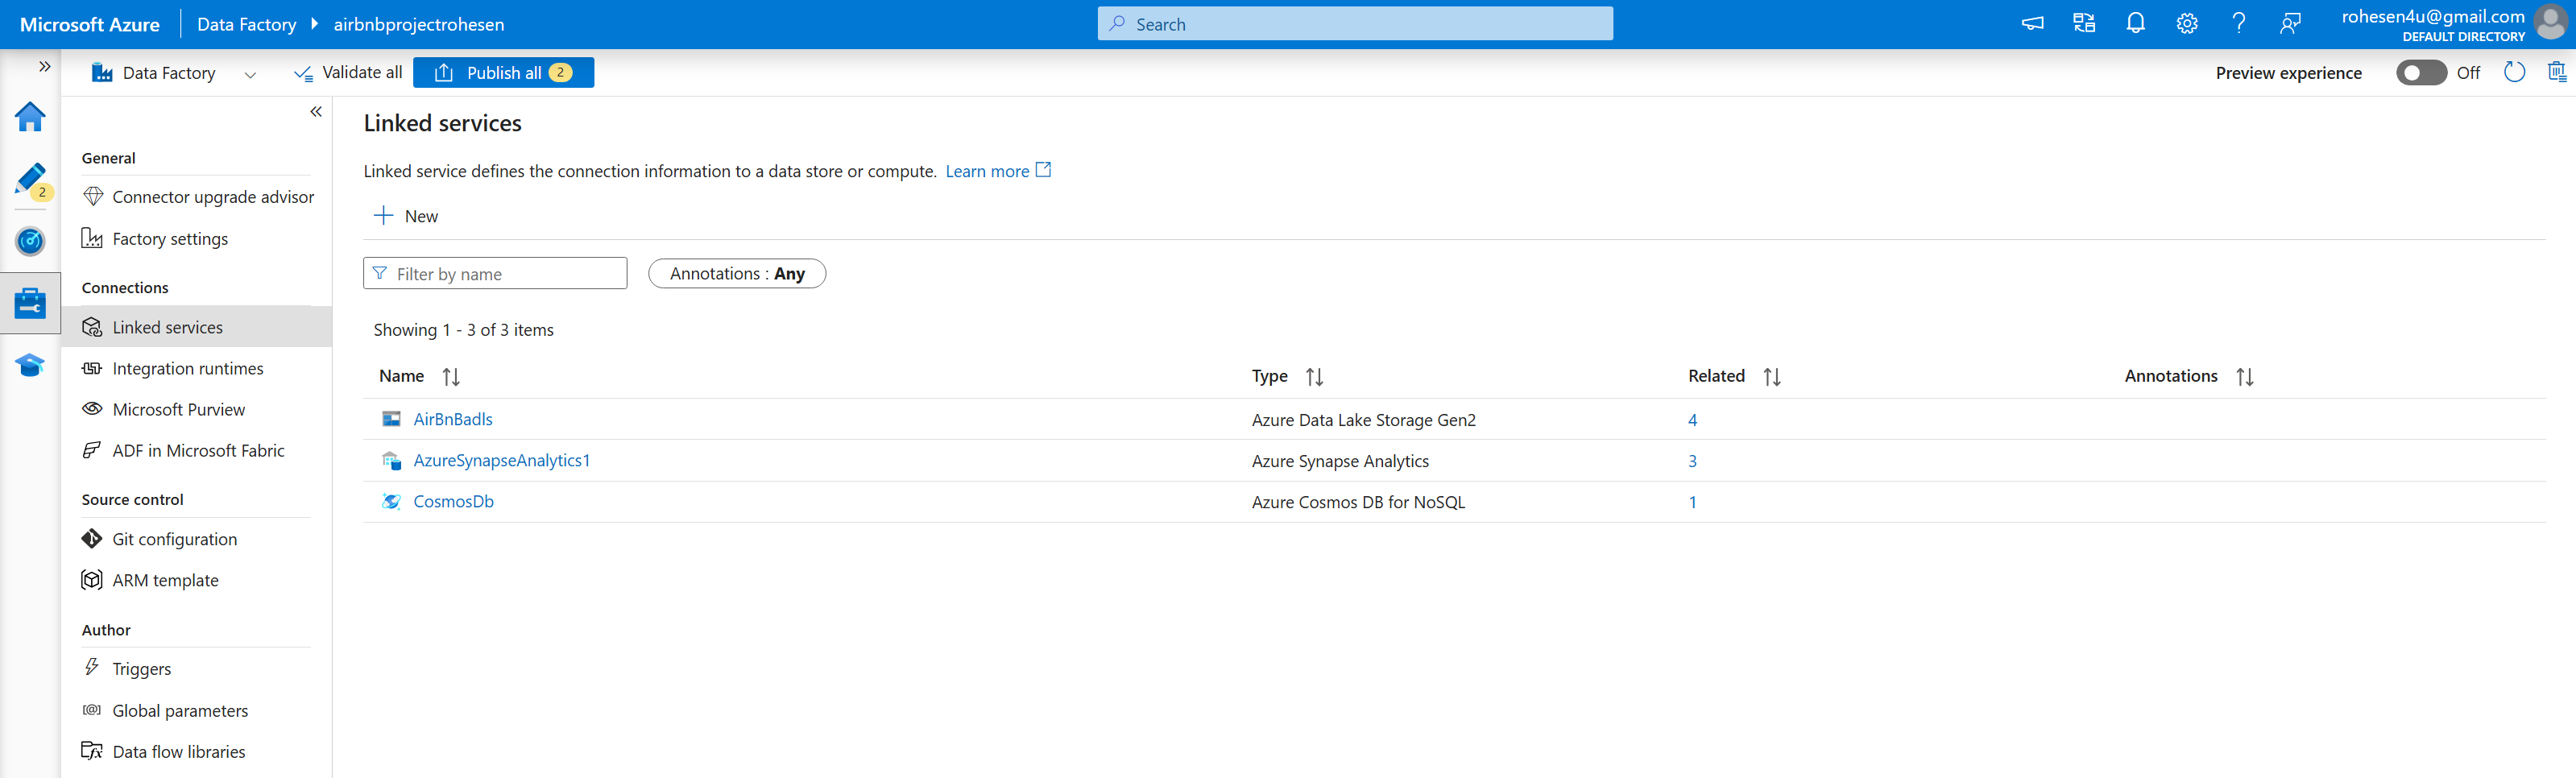 Microsoft Azure
Data Factory
airbnbprojectrohesen
Search
rohesen4u@gmail.com
DEFAULT DIRECTORY
Data Factory
Validate all
Publish all 2
Preview experience
Off
2
General
Connector upgrade advisor
Factory settings
Connections
Linked services
Integration runtimes
Microsoft Purview
ADF in Microsoft Fabric
Source control
Git configuration
ARM template
Author
Triggers
Global parameters
Data flow libraries
Linked services
Linked service defines the connection information to a data store or compute. Learn more
New
Filter by name
Annotations : Any
Showing 1 - 3 of 3 items
Name Type Related Annotations
AirBnBadls Azure Data Lake Storage Gen2 4
AzureSynapseAnalytics1 Azure Synapse Analytics 3
CosmosDb Azure Cosmos DB for NoSQL 1